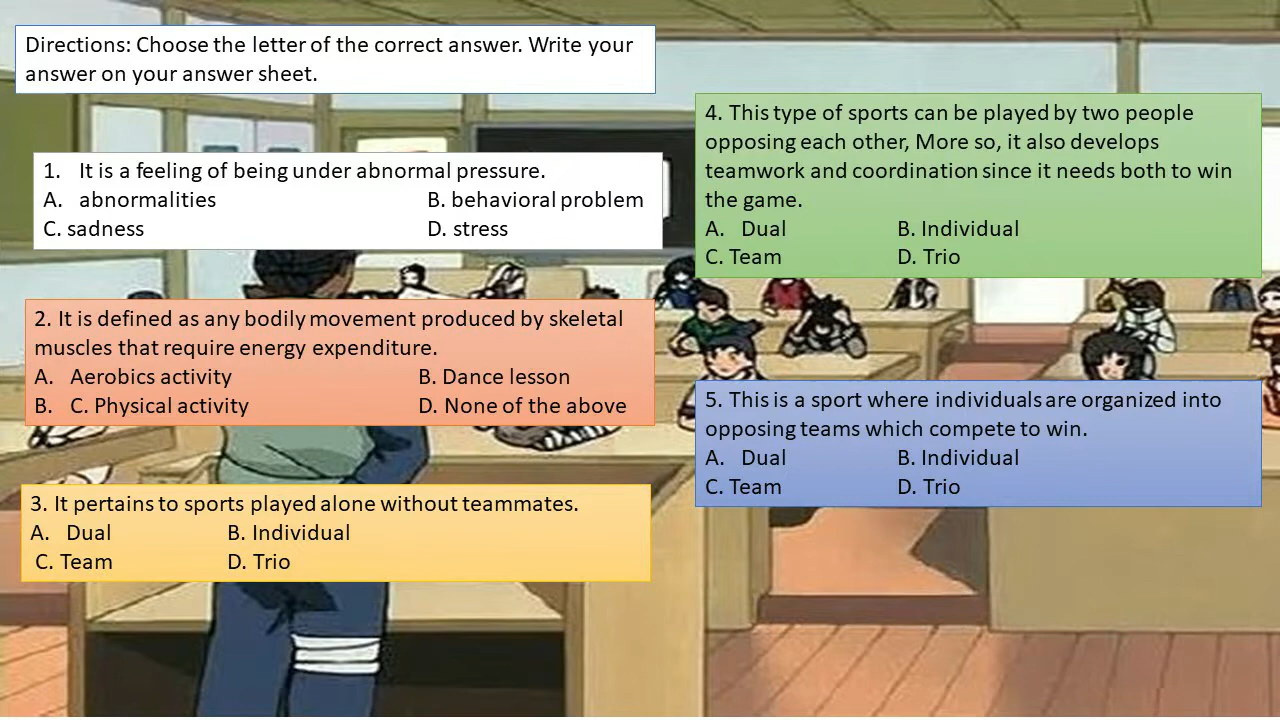 Directions: Choose the letter of the correct answer. Write your
answer on your answer sheet.
1. It is a feeling of being under abnormal pressure.
A. abnormalities B. behavioral problem
C. sadness D. stress
2. It is defined as any bodily movement produced by skeletal
muscles that require energy expenditure.
A. Aerobics activity B. Dance lesson
B. C. Physical activity D. None of the above
3. It pertains to sports played alone without teammates.
A. Dual B. Individual
C. Team D. Trio
4. This type of sports can be played by two people
opposing each other, More so, it also develops
teamwork and coordination since it needs both to win
the game.
A. Dual B. Individual
C. Team D. Trio
5. This is a sport where individuals are organized into
opposing teams which compete to win.
A. Dual B. Individual
C. Team D. Trio